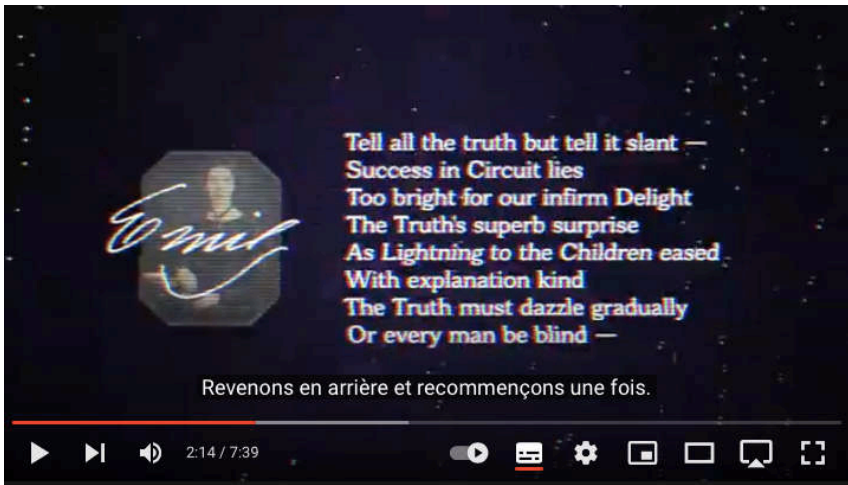 Emily
Tell all the truth but tell it slant —
Success in Circuit lies
Too bright for our infirm Delight
The Truth's superb surprise
As Lightning to the Children eased
With explanation kind
The Truth must dazzle gradually
Or every man be blind —
Revenons en arrière et recommençons une fois.
2:14 / 7:39